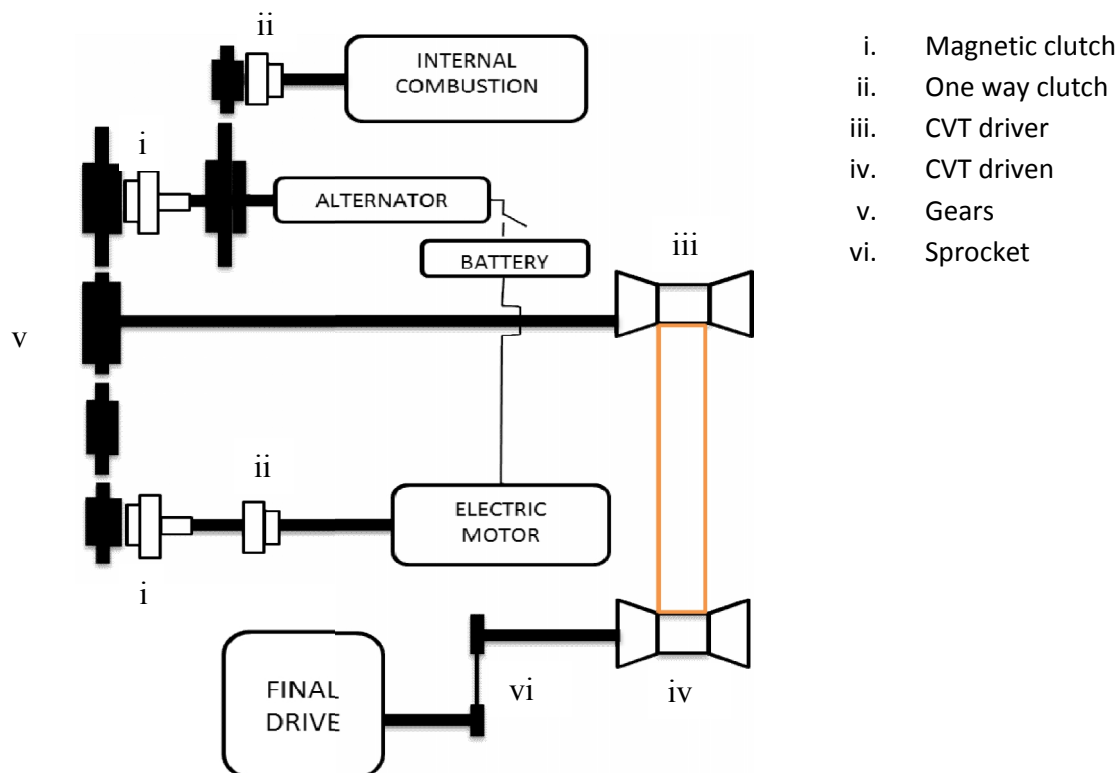 ii
INTERNAL
COMBUSTION
i
ALTERNATOR
BATTERY
iii
v
ii
ELECTRIC
MOTOR
i
vi
iv
FINAL
DRIVE
i. Magnetic clutch
ii. One way clutch
iii. CVT driver
iv. CVT driven
v. Gears
vi. Sprocket